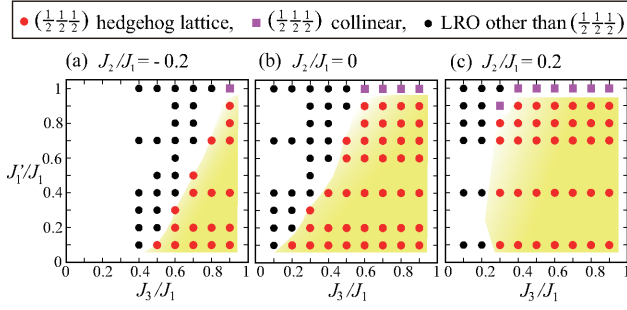 (½ ½ ½) hedgehog lattice, (½ ½ ½) collinear, LRO other than (½ ½ ½)
(a) J₂/J₁= - 0.2 (b) J₂/J₁= 0 (c) J₂/J₁= 0.2
1
0.8
0.6
J₁'/J₁
0.4
0.2
0
0 0.2 0.4 0.6 0.8 1 0 0.2 0.4 0.6 0.8 1 0 0.2 0.4 0.6 0.8 1
J₃/J₁ J₃/J₁ J₃/J₁